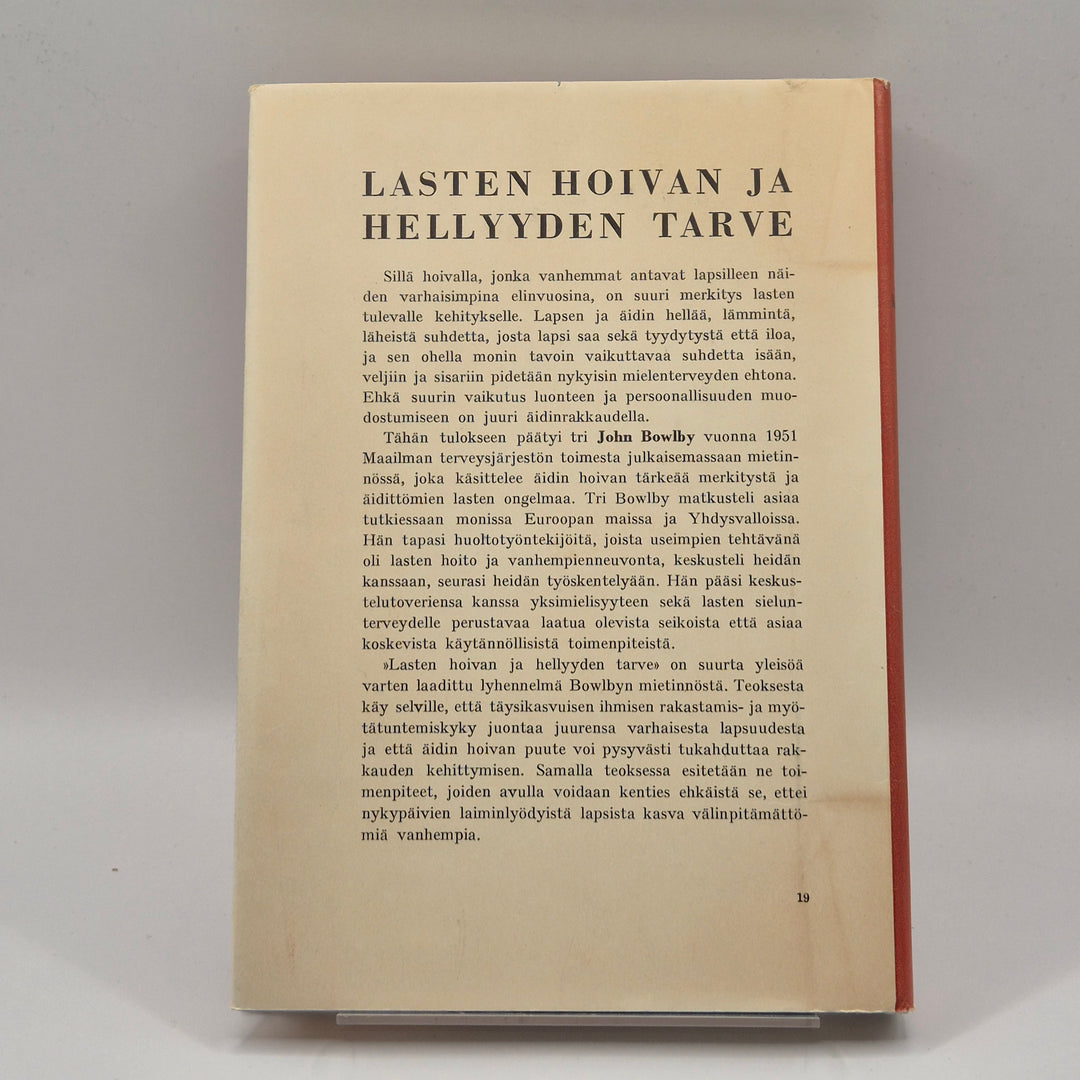 LASTEN HOIVAN JA
HELLYYDEN TARVE
Sillä hoivalla, jonka vanhemmat antavat lapsilleen näi-
den varhaisimpina elinvuosina, on suuri merkitys lasten
tulevalle kehitykselle. Lapsen ja äidin hellää, lämmintä,
läheistä suhdetta, josta lapsi saa sekä tyydytystä että iloa,
ja sen ohella monin tavoin vaikuttavaa suhdetta isään,
veljiin ja sisariin pidetään nykyisin mielenterveyden ehtona.
Ehkä suurin vaikutus luonteen ja persoonallisuuden muo-
dostumiseen on juuri äidinrakkaudella.
Tähän tulokseen päätyi tri John Bowlby vuonna 1951
Maailman terveysjärjestön toimesta julkaisemassaan mietin-
nössä, joka käsittelee äidin hoivan tärkeää merkitystä ja
äidittömien lasten ongelmaa. Tri Bowlby matkusteli asiaa
tutkiessaan monissa Euroopan maissa ja Yhdysvalloissa.
Hän tapasi huoltotyöntekijöitä, joista useimpien tehtävänä
oli lasten hoito ja vanhempienneuvonta, keskusteli heidän
kanssaan, seurasi heidän työskentelyään. Hän pääsi keskus-
telutoveriensa kanssa yksimielisyyteen sekä lasten sielun-
terveydelle perustavaa laatua olevista seikoista että asiaa
koskevista käytännöllisistä toimenpiteistä.
»Lasten hoivan ja hellyyden tarve» on suurta yleisöä
varten laadittu lyhennelmä Bowlbyn mietinnöstä. Teoksesta
käy selville, että täysikasvuisen ihmisen rakastamis- ja myö-
tätuntemiskyky juontaa juurensa varhaisesta lapsuudesta
ja että äidin hoivan puute voi pysyvästi tukahduttaa rak-
kauden kehittymisen. Samalla teoksessa esitetään ne toi-
menpiteet, joiden avulla voidaan kenties ehkäistä se, ettei
nykypäivien laiminlyödyistä lapsista kasva välinpitämättö-
miä vanhempia.
19